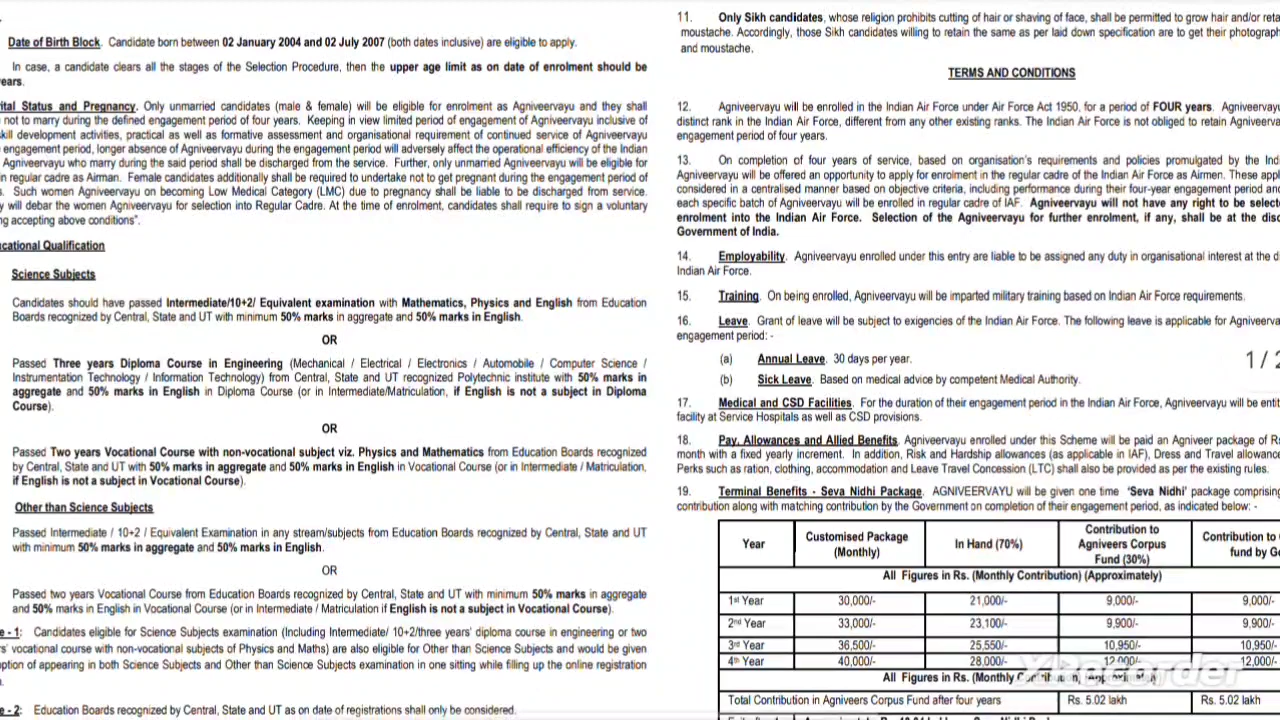 Date of Birth Block. Candidate born between 02 January 2004 and 02 July 2007 (both dates inclusive) are eligible to apply.
In case, a candidate clears all the stages of the Selection Procedure, then the upper age limit as on date of enrolment should be
ears.
ital Status and Pregnancy. Only unmarried candidates (male & female) will be eligible for enrolment as Agniveervayu and they shall
not to marry during the defined engagement period of four years. Keeping in view limited period of engagement of Agniveervayu inclusive of
kill development activities, practical as well as formative assessment and organisational requirement of continued service of Agniveervayu
engagement period, longer absence of Agniveervayu during the engagement period will adversely affect the operational efficiency of the Indian
Agniveervayu who marry during the said period shall be discharged from the service. Further, only unmarried Agniveervayu will be eligible for
n regular cadre as Airman. Female candidates additionally shall be required to undertake not to get pregnant during the engagement period of
s. Such women Agniveervayu on becoming Low Medical Category (LMC) due to pregnancy shall be liable to be discharged from service.
y will debar the women Agniveervayu for selection into Regular Cadre. At the time of enrolment, candidates shall require to sign a voluntary
ng accepting above conditions".
ucational Qualification
Science Subjects
Candidates should have passed Intermediate/10+2/ Equivalent examination with Mathematics, Physics and English from Education
Boards recognized by Central, State and UT with minimum 50% marks in aggregate and 50% marks in English.
OR
Passed Three years Diploma Course in Engineering (Mechanical / Electrical / Electronics / Automobile / Computer Science /
Instrumentation Technology / Information Technology) from Central, State and UT recognized Polytechnic institute with 50% marks in
aggregate and 50% marks in English in Diploma Course (or in Intermediate/Matriculation, if English is not a subject in Diploma
Course).
OR
Passed Two years Vocational Course with non-vocational subject viz. Physics and Mathematics from Education Boards recognized
by Central, State and UT with 50% marks in aggregate and 50% marks in English in Vocational Course (or in Intermediate / Matriculation,
if English is not a subject in Vocational Course).
Other than Science Subjects
Passed Intermediate / 10+2 / Equivalent Examination in any stream/subjects from Education Boards recognized by Central, State and UT
with minimum 50% marks in aggregate and 50% marks in English.
OR
Passed two years Vocational Course from Education Boards recognized by Central, State and UT with minimum 50% marks in aggregate
and 50% marks in English in Vocational Course (or in Intermediate / Matriculation if English is not a subject in Vocational Course).
e - 1: Candidates eligible for Science Subjects examination (Including Intermediate/ 10+2/three years' diploma course in engineering or two
rs' vocational course with non-vocational subjects of Physics and Maths) are also eligible for Other than Science Subjects and would be given
ption of appearing in both Science Subjects and Other than Science Subjects examination in one sitting while filling up the online registration
e - 2: Education Boards recognized by Central, State and UT as on date of registrations shall only be considered.
11. Only Sikh candidates, whose religion prohibits cutting of hair or shaving of face, shall be permitted to grow hair and/or reta
moustache. Accordingly, those Sikh candidates willing to retain the same as per laid down specification are to get their photograph
and moustache.
TERMS AND CONDITIONS
12. Agniveervayu will be enrolled in the Indian Air Force under Air Force Act 1950, for a period of FOUR years. Agniveervay
distinct rank in the Indian Air Force, different from any other existing ranks. The Indian Air Force is not obliged to retain Agniveerva
engagement period of four years.
13. On completion of four years of service, based on organisation's requirements and policies promulgated by the Ind
Agniveervayu will be offered an opportunity to apply for enrolment in the regular cadre of the Indian Air Force as Airmen. These appl
considered in a centralised manner based on objective criteria, including performance during their four-year engagement period and
each specific batch of Agniveervayu will be enrolled in regular cadre of IAF. Agniveervayu will not have any right to be selecte
enrolment into the Indian Air Force. Selection of the Agniveervayu for further enrolment, if any, shall be at the disc
Government of India.
14. Employability. Agniveervayu enrolled under this entry are liable to be assigned any duty in organisational interest at the di
Indian Air Force.
15. Training. On being enrolled, Agniveervayu will be imparted military training based on Indian Air Force requirements.
16. Leave. Grant of leave will be subject to exigencies of the Indian Air Force. The following leave is applicable for Agniveerva
engagement period: -
(a) Annual Leave. 30 days per year.
(b) Sick Leave. Based on medical advice by competent Medical Authority.
1 / 2
17. Medical and CSD Facilities. For the duration of their engagement period in the Indian Air Force, Agniveervayu will be entit
facility at Service Hospitals as well as CSD provisions.
18. Pay, Allowances and Allied Benefits. Agniveervayu enrolled under this Scheme will be paid an Agniveer package of Rs
month with a fixed yearly increment. In addition, Risk and Hardship allowances (as applicable in IAF), Dress and Travel allowance
Perks such as ration, clothing, accommodation and Leave Travel Concession (LTC) shall also be provided as per the existing rules.
19. Terminal Benefits - Seva Nidhi Package. AGNIVEERVAYU will be given one time 'Seva Nidhi' package comprising
contribution along with matching contribution by the Government on completion of their engagement period, as indicated below: -
Year Customised Package (Monthly) In Hand (70%) Contribution to Agniveers Corpus Fund (30%) Contribution to fund by Go
All Figures in Rs. (Monthly Contribution) (Approximately)
1st Year 30,000/- 21,000/- 9,000/- 9,000/-
2nd Year 33,000/- 23,100/- 9,900/- 9,900/-
3rd Year 36,500/- 25,550/- 10,950/- 10,950/-
4th Year 40,000/- 28,000/- 12,000/- 12,000/-
All Figures in Rs. (Monthly Contribution) (Approximately)
XRecorder
Total Contribution in Agniveers Corpus Fund after four years Rs. 5.02 lakh Rs. 5.02 lakh